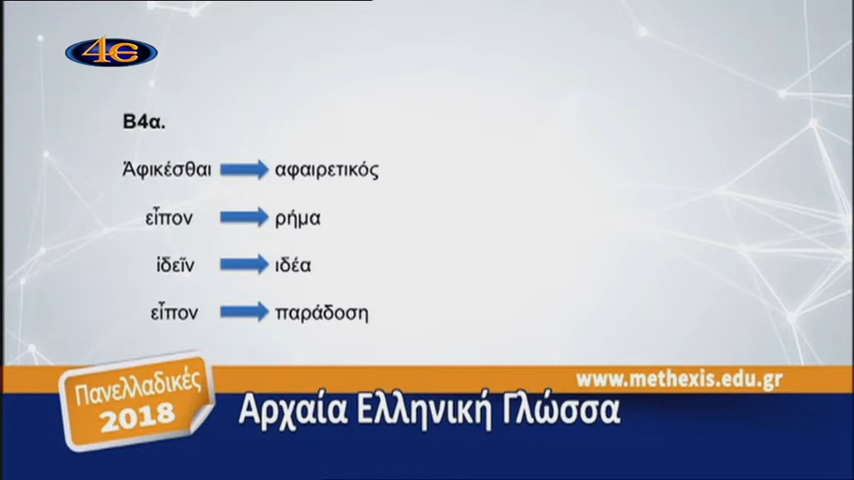 4E
Β4α.
Ἀφικέσθαι αφαιρετικός
εἶπον ρήμα
ἰδεῖν ιδέα
εἶπον παράδοση
www.methexis.edu.gr
Πανελλαδικές
2018
Αρχαία Ελληνική Γλώσσα